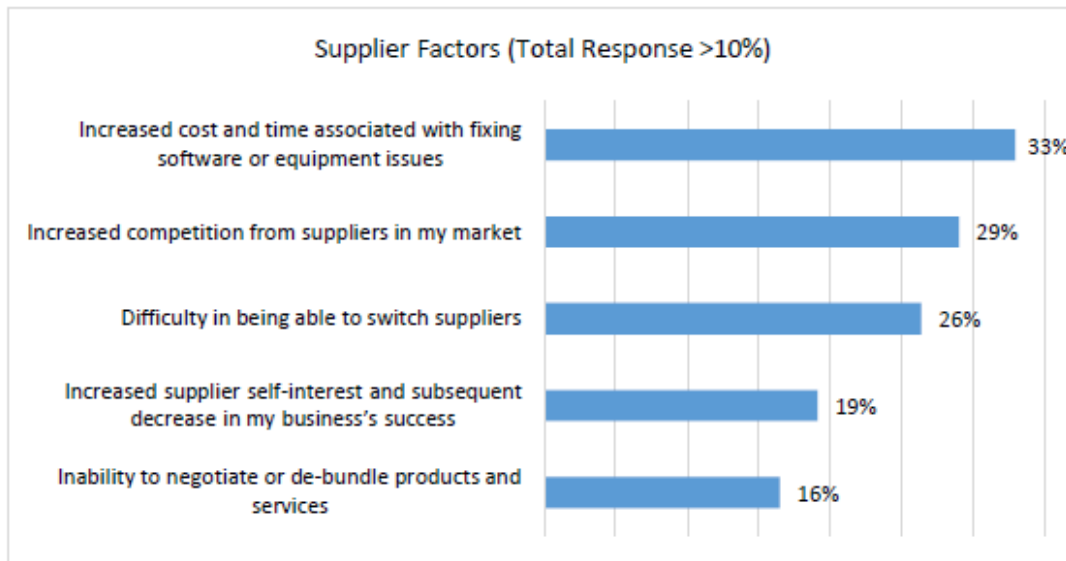 Supplier Factors (Total Response >10%)
Increased cost and time associated with fixing
software or equipment issues
33%
Increased competition from suppliers in my market
29%
Difficulty in being able to switch suppliers
26%
Increased supplier self-interest and subsequent
decrease in my business’s success
19%
Inability to negotiate or de-bundle products and
services
16%